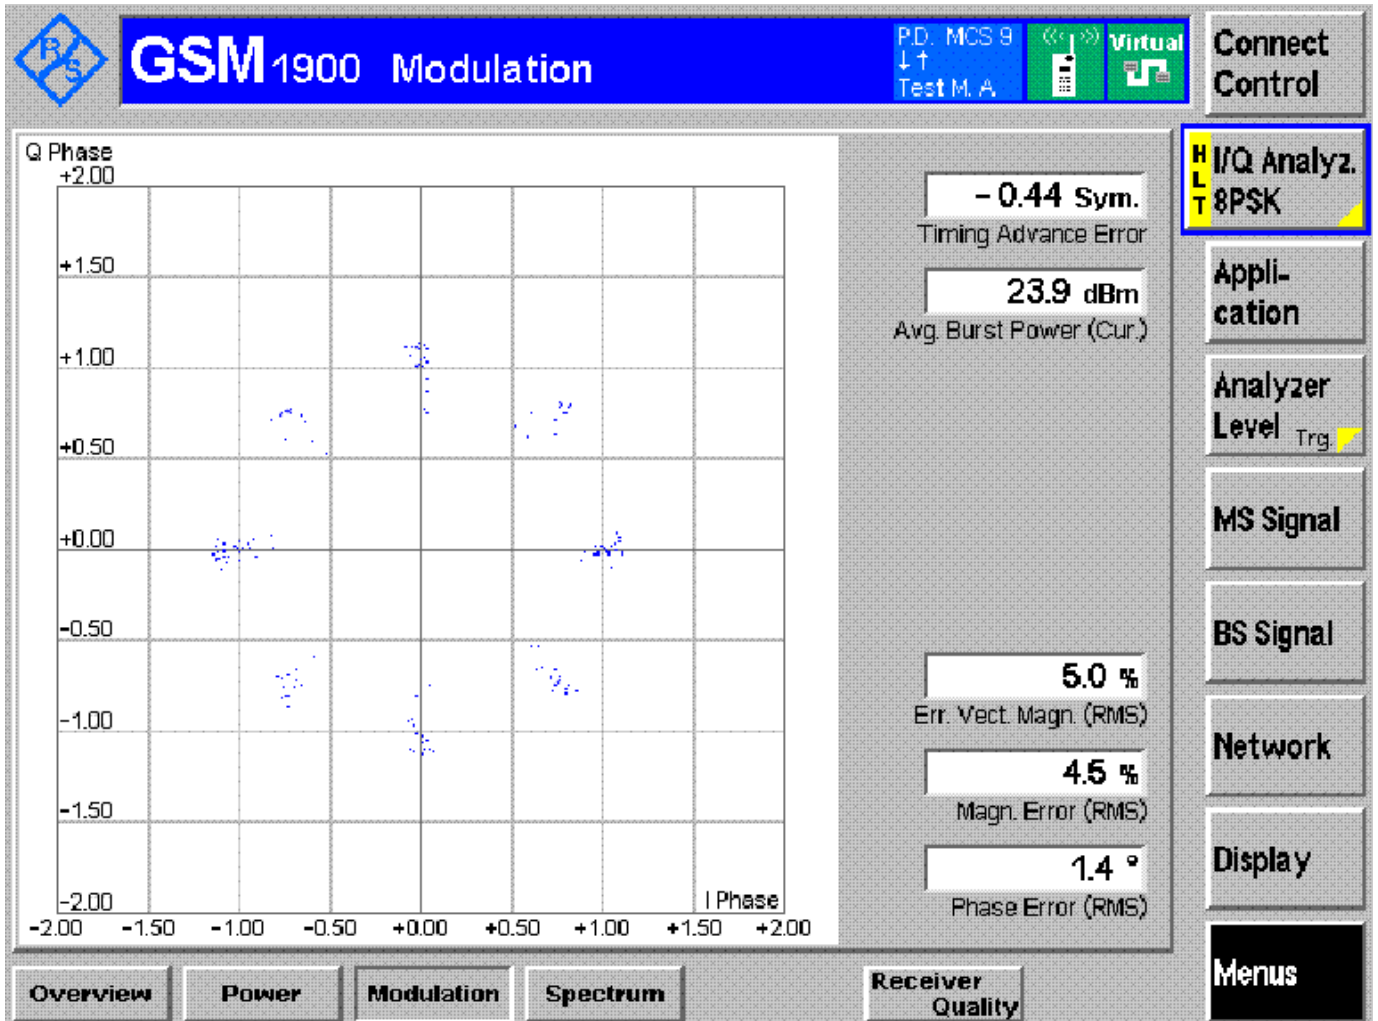 R&S
GSM 1900 Modulation
P.D. MCS 9
↓↑
Test M. A.
Virtual
Connect
Control
H
L
T
I/Q Analyz.
8PSK
Appli-
cation
Analyzer
Level Trg.
MS Signal
BS Signal
Network
Display
Menus
Q Phase
+2.00
+1.50
+1.00
+0.50
+0.00
-0.50
-1.00
-1.50
-2.00
I Phase
-2.00 -1.50 -1.00 -0.50 +0.00 +0.50 +1.00 +1.50 +2.00
- 0.44 Sym.
Timing Advance Error
23.9 dBm
Avg. Burst Power (Cur.)
5.0 %
Err. Vect. Magn. (RMS)
4.5 %
Magn. Error (RMS)
1.4 °
Phase Error (RMS)
Overview Power Modulation Spectrum
Receiver
Quality